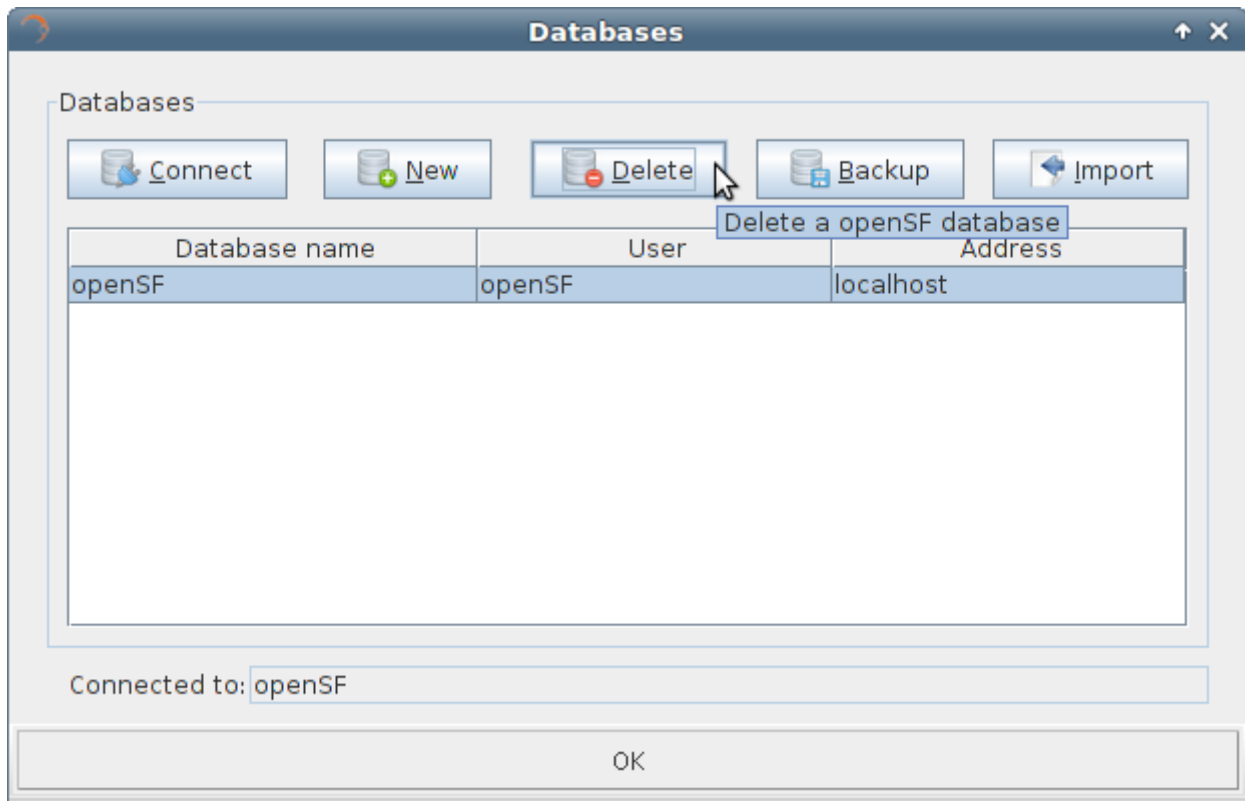 Databases
Databases
Connect New Delete Backup Import
Delete a openSF database
Database name User Address
openSF openSF localhost
Connected to: openSF
OK